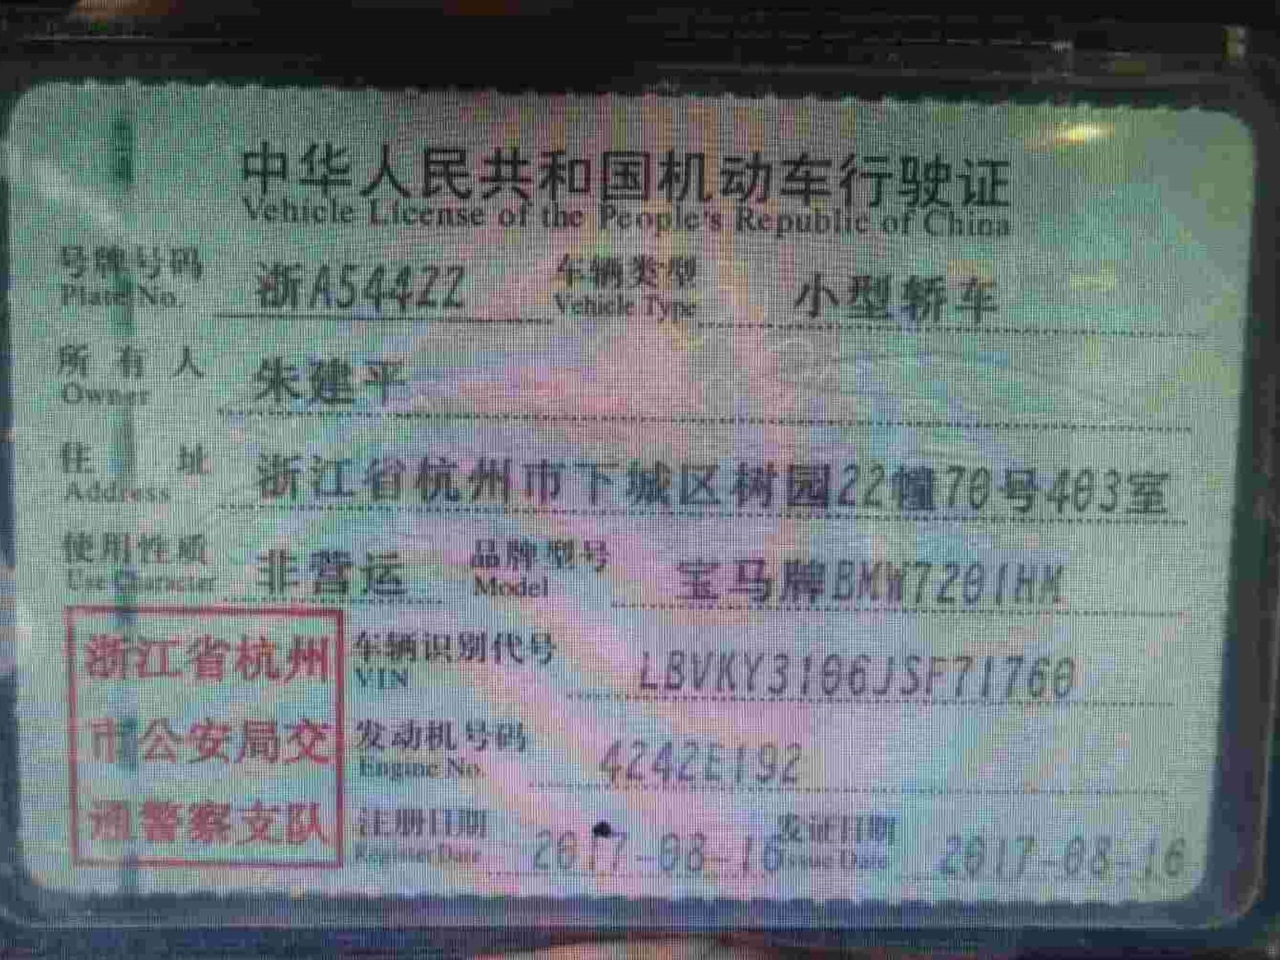 中华人民共和国机动车行驶证
Vehicle License of the People's Republic of China
号牌号码 浙A54422 车辆类型 小型轿车
Plate No. Vehicle Type
所有人 朱建平
Owner
住址 浙江省杭州市下城区树园22幢70号403室
Address
使用性质 非营运 品牌型号 宝马牌BMW7201HM
Use Character Model
浙江省杭州
市公安局交
通警察支队
车辆识别代号 LBVKY3106JSF71760
VIN
发动机号码 4242E192
Engine No.
注册日期 2017-08-16 发证日期 2017-08-16
Register Date Issue Date